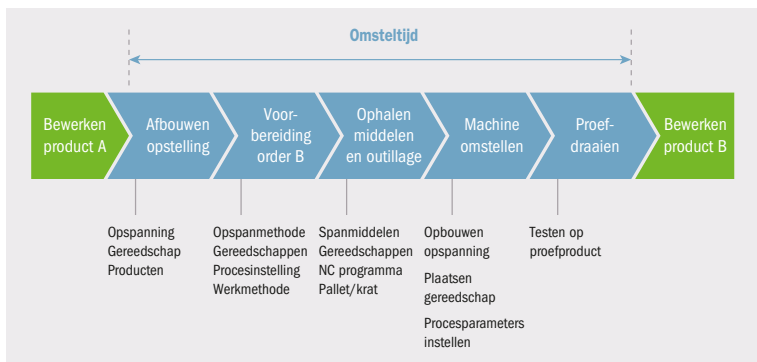 Omsteltijd
Bewerken
product A
Afbouwen
opstelling
Voor-
bereiding
order B
Ophalen
middelen
en outillage
Machine
omstellen
Proef-
draaien
Bewerken
product B
Opspanning
Gereedschap
Producten
Opspanmethode
Gereedschappen
Procesinstelling
Werkmethode
Spanmiddelen
Gereedschappen
NC programma
Pallet/krat
Opbouwen
opspanning
Plaatsen
gereedschap
Procesparameters
instellen
Testen op
proefproduct